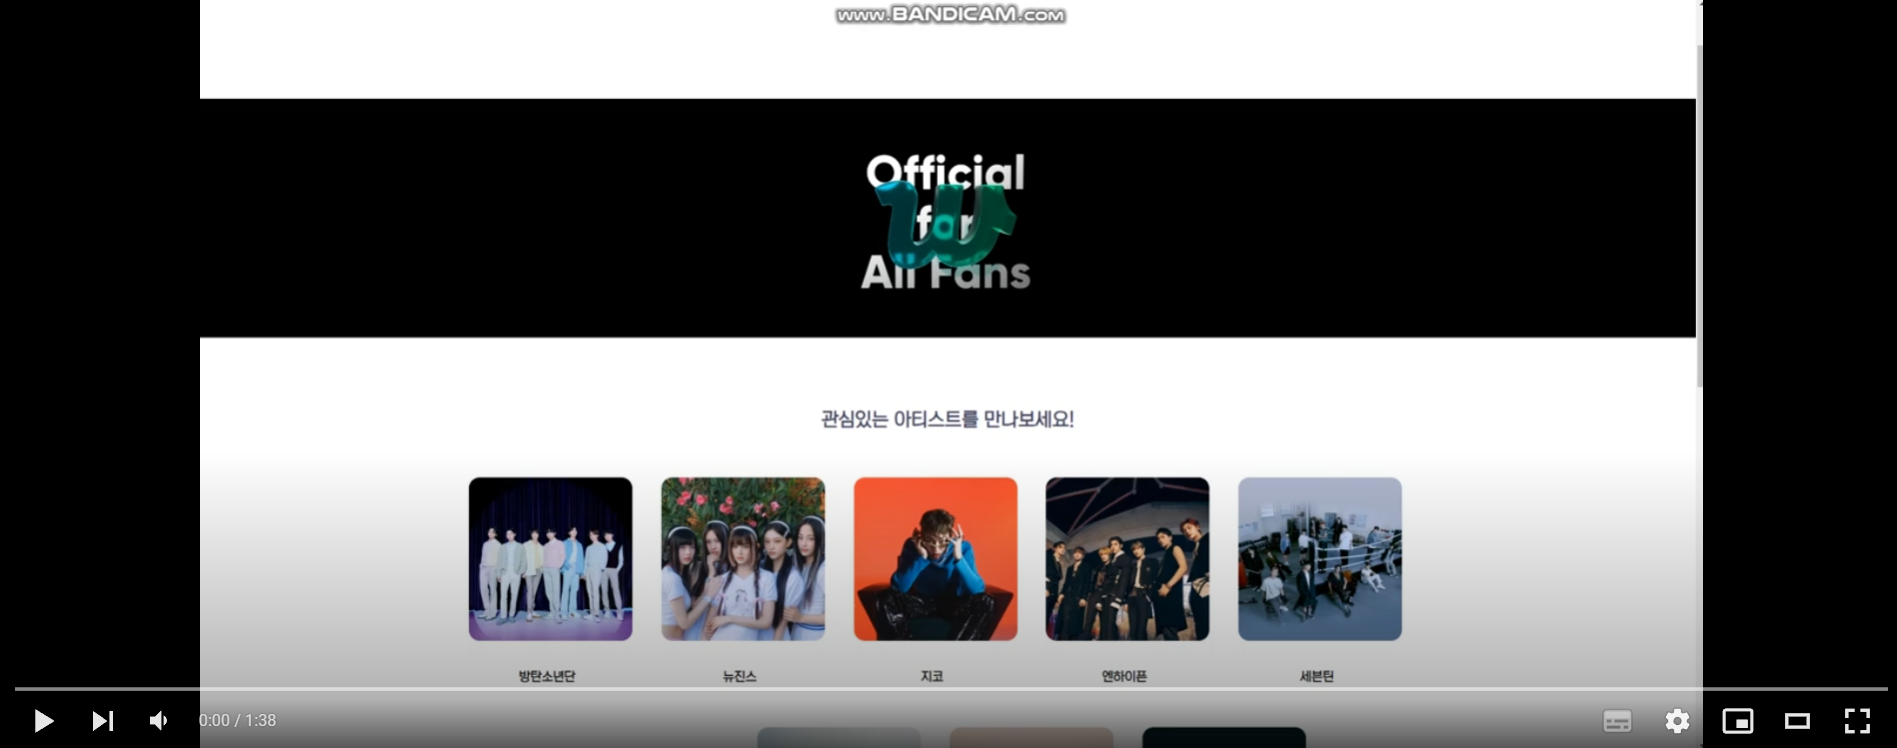 www.BANDICAM.com
Official
for
All Fans
관심있는 아티스트를 만나보세요!
방탄소년단
뉴진스
지코
엔하이픈
세븐틴
0:00 / 1:38